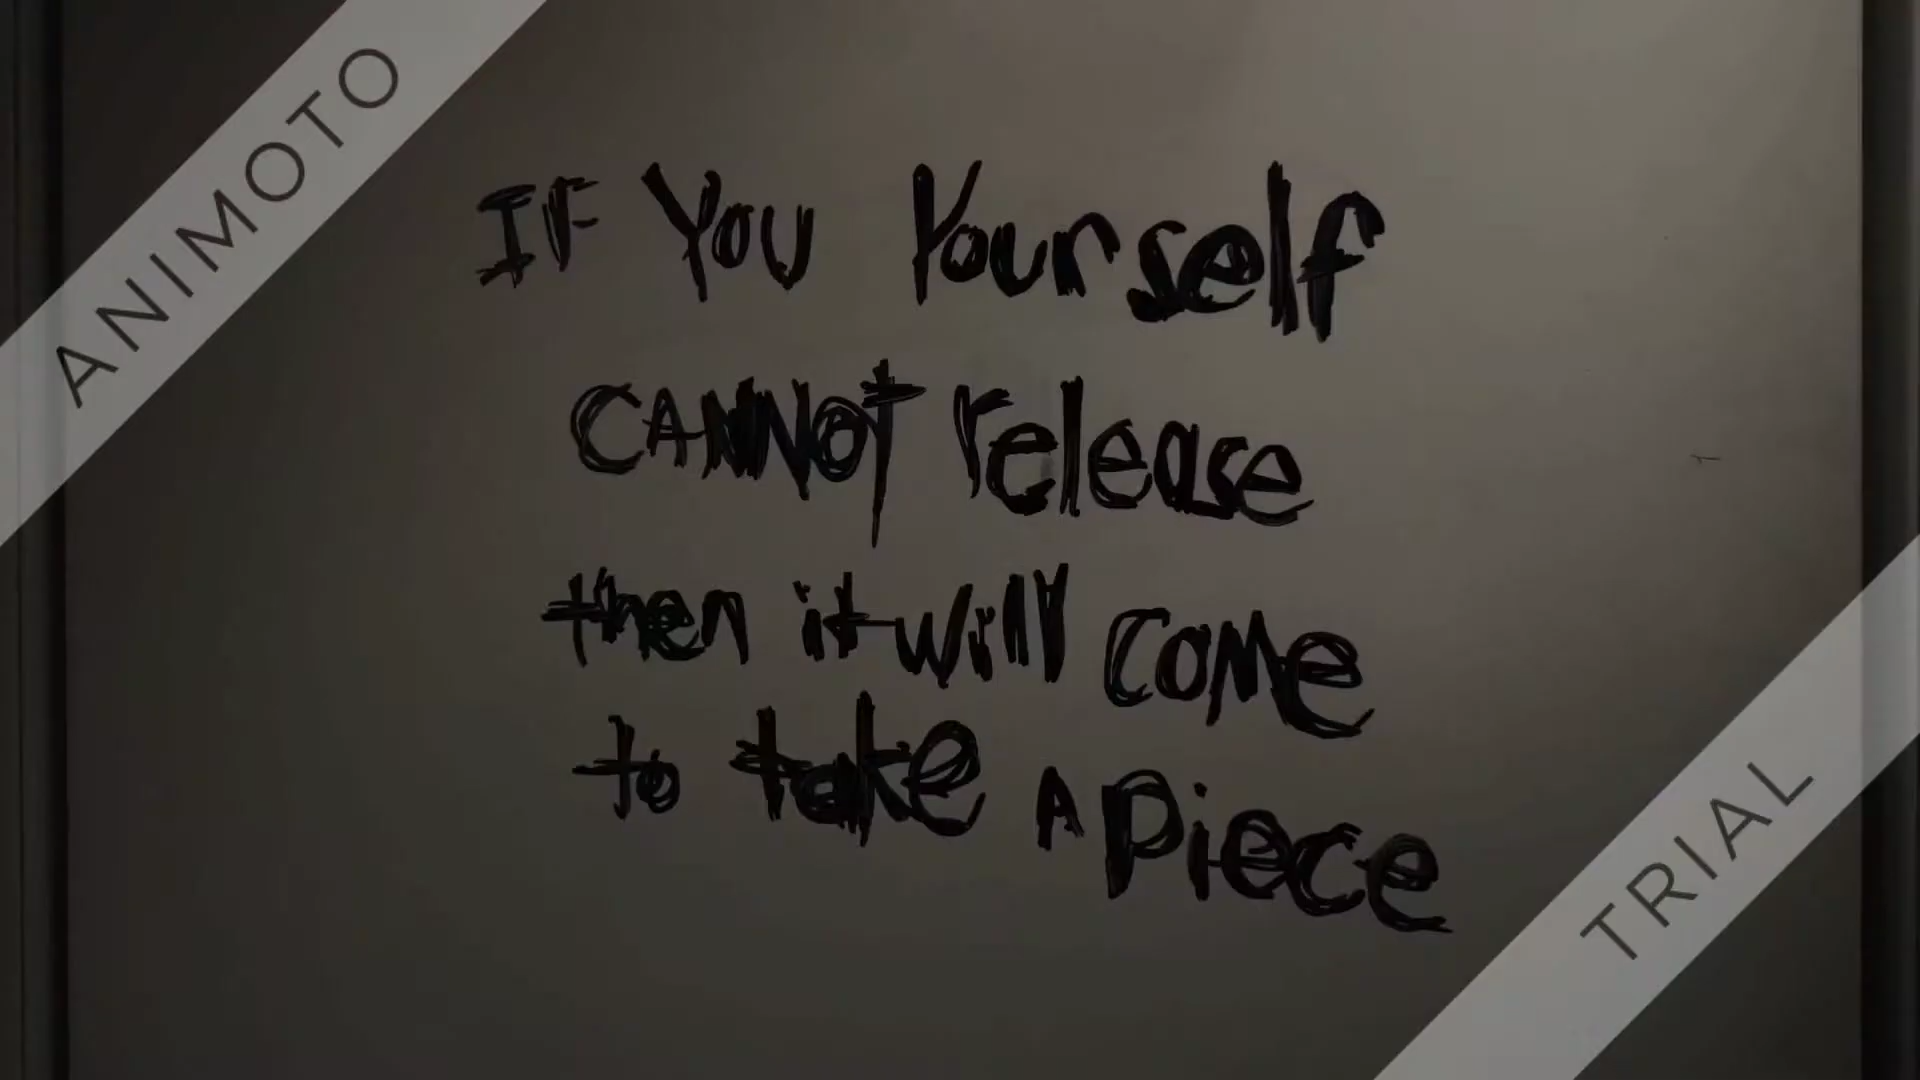 ANIMOTO
IF You Yourself
CANNOT release
then it will come
to take A piece
TRIAL